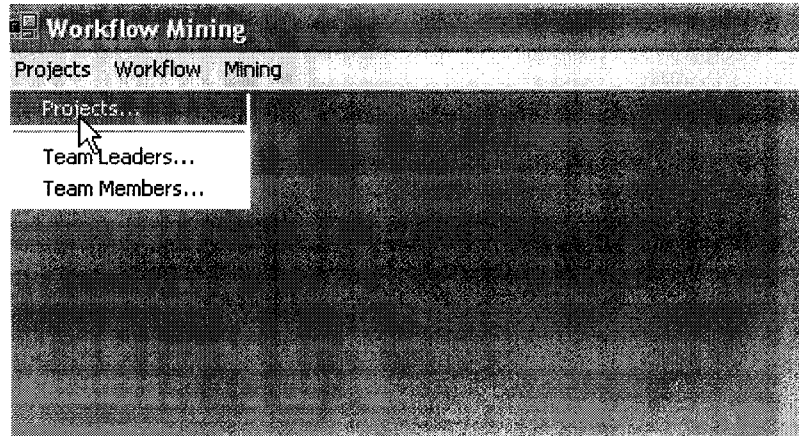 Workflow Mining
Projects Workflow Mining
Projects...
Team Leaders...
Team Members...